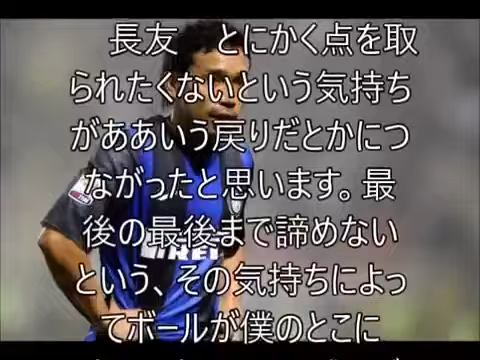 長友　とにかく点を取
られたくないという気持ち
がああいう戻りだとかにつ
ながったと思います。最
後の最後まで諦めない
という、その気持ちによっ
てボールが僕のとこに